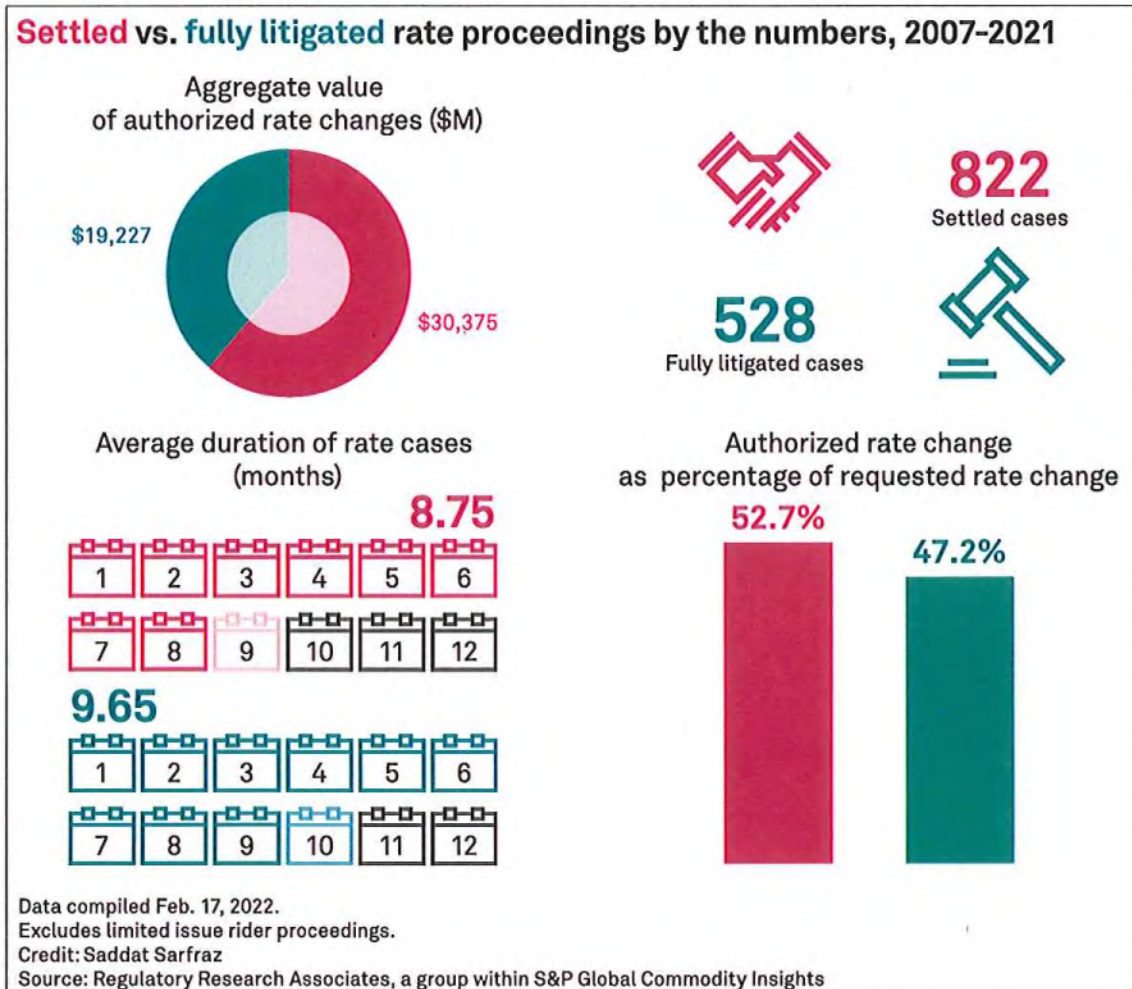 Settled vs. fully litigated rate proceedings by the numbers, 2007-2021
Aggregate value
of authorized rate changes ($M)
$19,227
$30,375
822
Settled cases
528
Fully litigated cases
Average duration of rate cases
(months)
8.75
1 2 3 4 5 6
7 8 9 10 11 12
9.65
1 2 3 4 5 6
7 8 9 10 11 12
Authorized rate change
as percentage of requested rate change
52.7%
47.2%
Data compiled Feb. 17, 2022.
Excludes limited issue rider proceedings.
Credit: Saddat Sarfraz
Source: Regulatory Research Associates, a group within S&P Global Commodity Insights